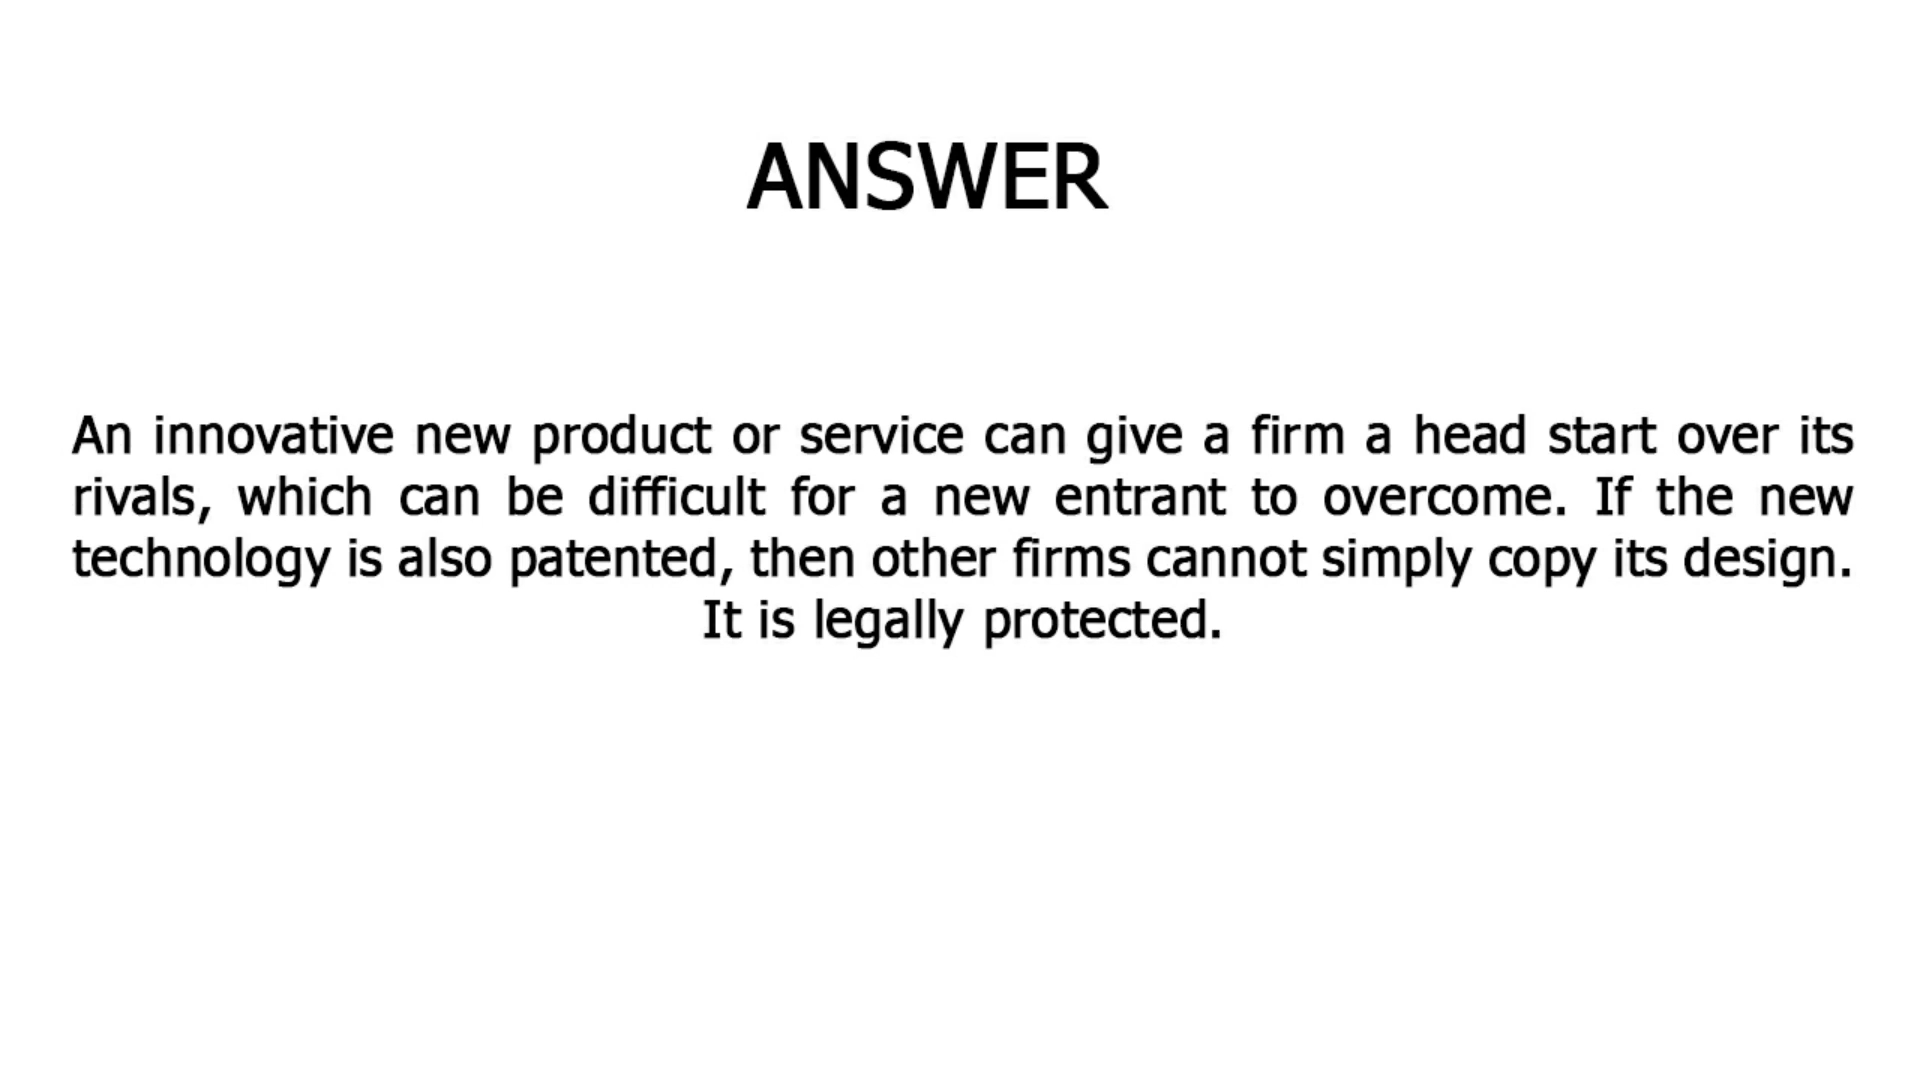 ANSWER
An innovative new product or service can give a firm a head start over its
rivals, which can be difficult for a new entrant to overcome. If the new
technology is also patented, then other firms cannot simply copy its design.
It is legally protected.